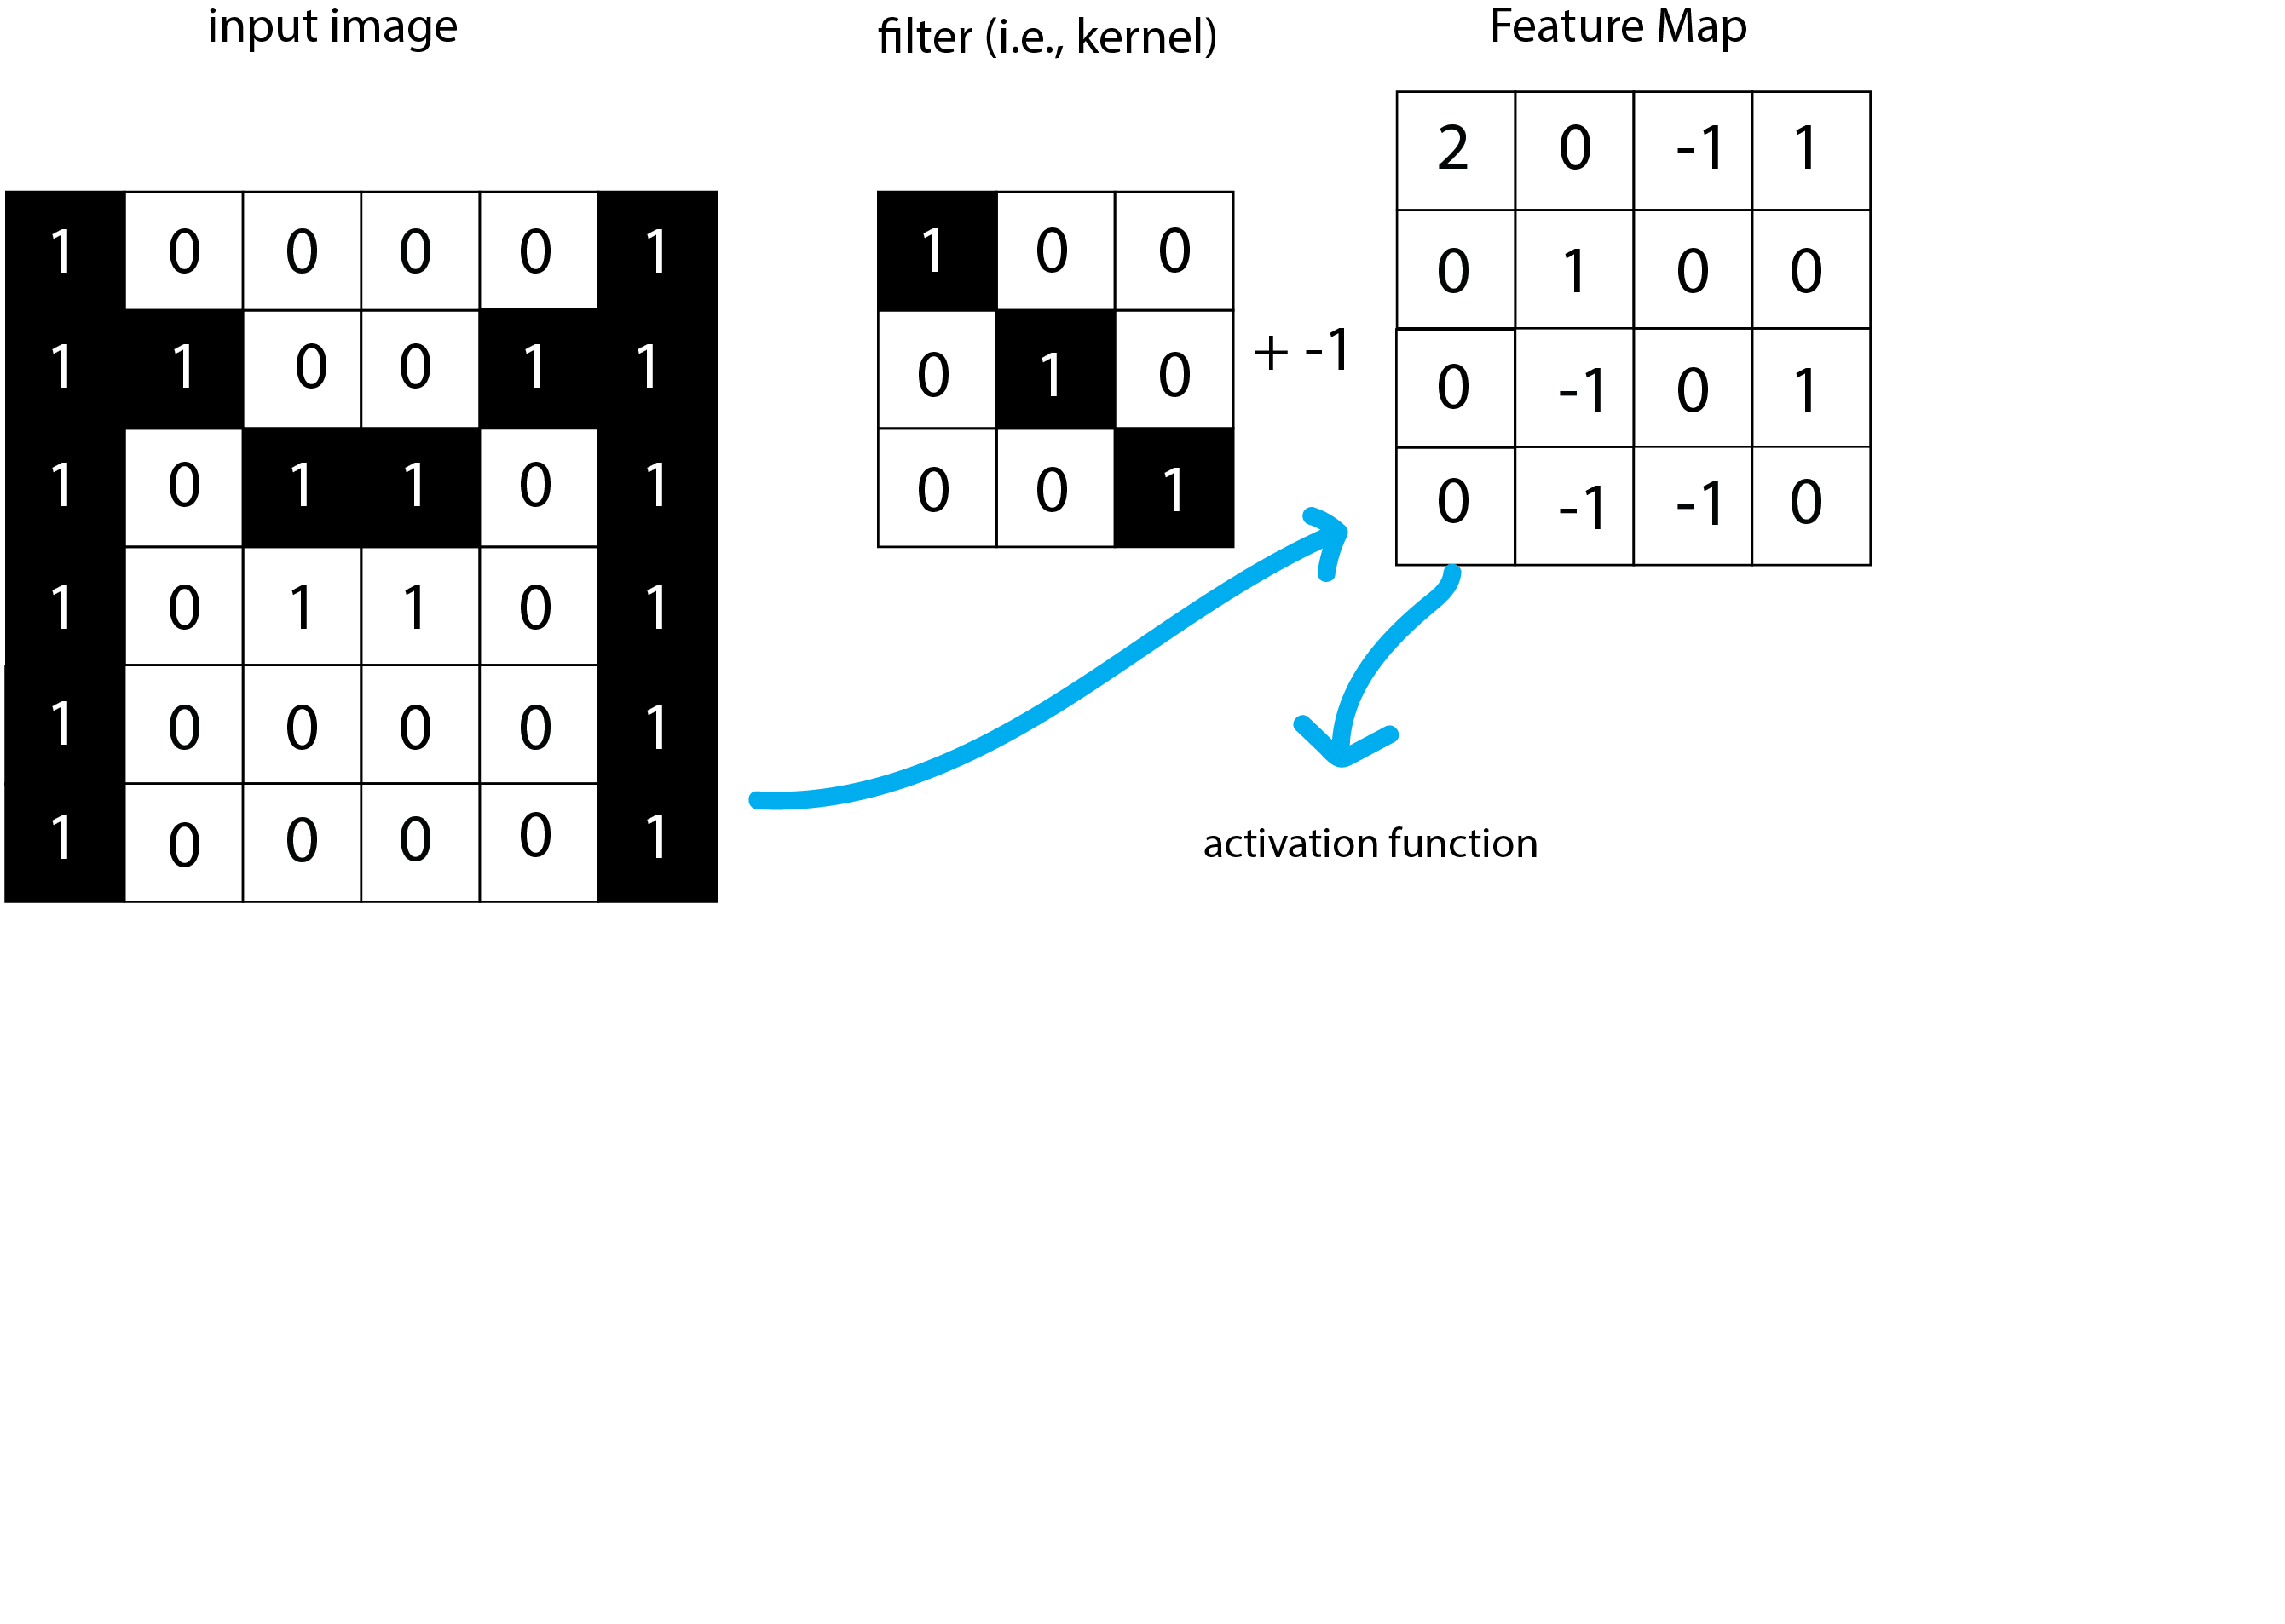 input image
filter (i.e., kernel)
Feature Map
1 0 0 0 0 1
1 1 0 0 1 1
1 0 1 1 0 1
1 0 1 1 0 1
1 0 0 0 0 1
1 0 0 0 0 1
1 0 0
0 1 0
0 0 1
+ -1
2 0 -1 1
0 1 0 0
0 -1 0 1
0 -1 -1 0
activation function